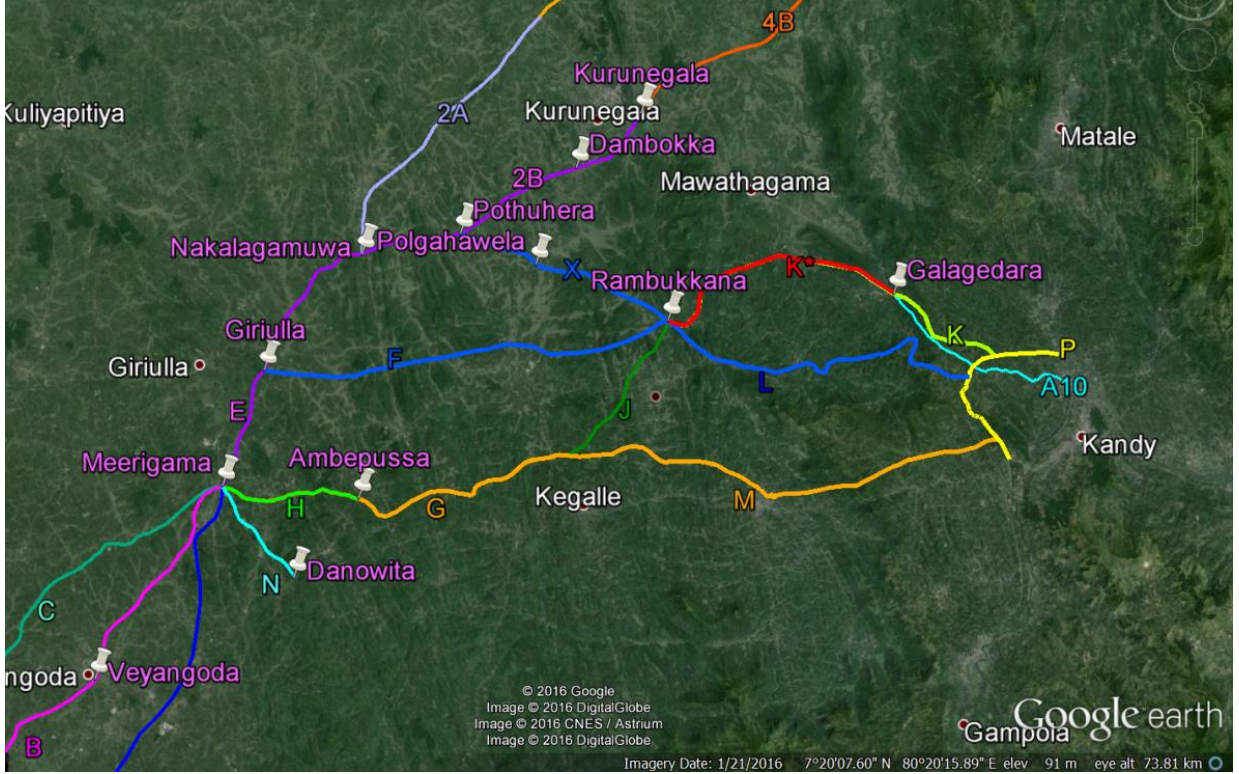 4B
Kurunegala
Kuliyapitiya
2A
Kurunegala
Matale
Dambokka
2B
Mawathagama
Pothuhera
Nakalagamuwa
Polgahawela
X
K*
Galagedara
Rambukkana
Giriulla
K
P
Giriulla
F
L
A10
E
J
Kandy
Meerigama
Ambepussa
H
G
Kegalle
M
Danowita
N
C
ngoda
Veyangoda
© 2016 Google
Image © 2016 DigitalGlobe
Image © 2016 CNES / Astrium
Image © 2016 DigitalGlobe
Google earth
Gampola
B
Imagery Date: 1/21/2016 7°20'07.60" N 80°20'15.89" E elev 91 m eye alt 73.81 km